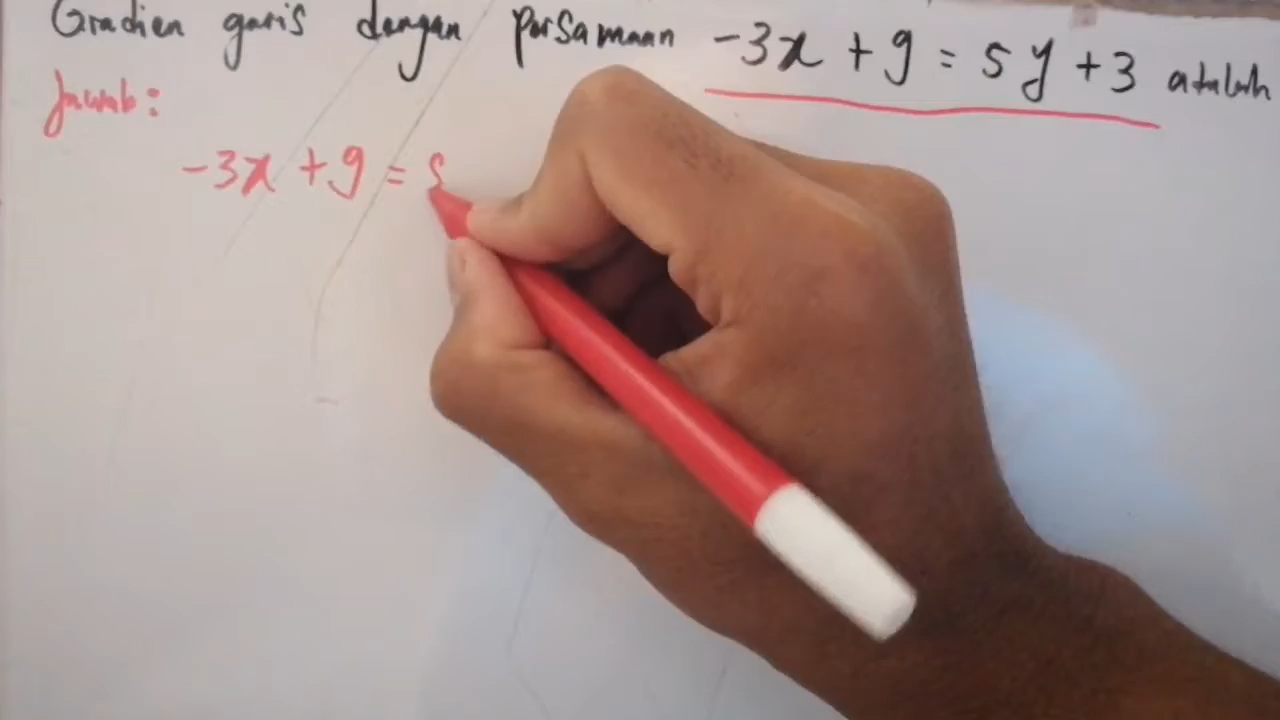 Gradien garis dengan persamaan -3x + 9 = 5y + 3 adalah
Jawab:
-3x + 9 = 5